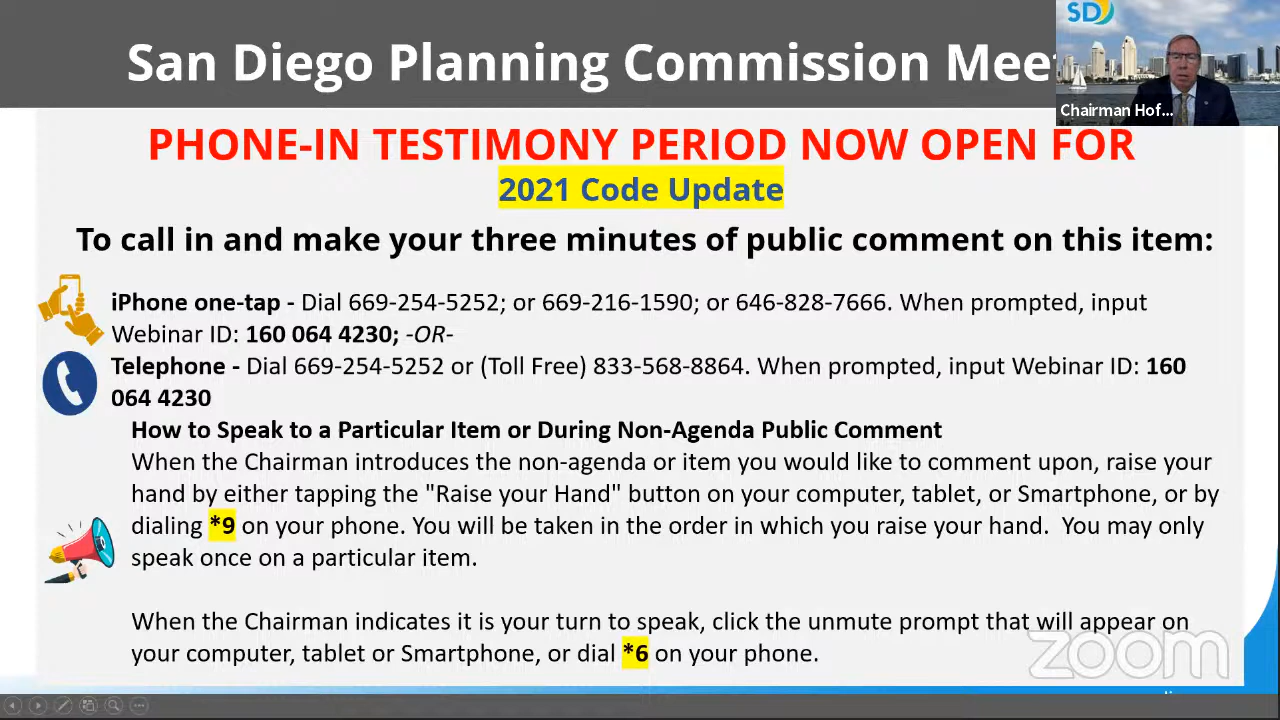 San Diego Planning Commission Mee
SD
Chairman Hof...
PHONE-IN TESTIMONY PERIOD NOW OPEN FOR
2021 Code Update
To call in and make your three minutes of public comment on this item:
iPhone one-tap - Dial 669-254-5252; or 669-216-1590; or 646-828-7666. When prompted, input
Webinar ID: 160 064 4230; -OR-
Telephone - Dial 669-254-5252 or (Toll Free) 833-568-8864. When prompted, input Webinar ID: 160
064 4230
How to Speak to a Particular Item or During Non-Agenda Public Comment
When the Chairman introduces the non-agenda or item you would like to comment upon, raise your
hand by either tapping the "Raise your Hand" button on your computer, tablet, or Smartphone, or by
dialing *9 on your phone. You will be taken in the order in which you raise your hand.  You may only
speak once on a particular item.
When the Chairman indicates it is your turn to speak, click the unmute prompt that will appear on
your computer, tablet or Smartphone, or dial *6 on your phone.
zoom